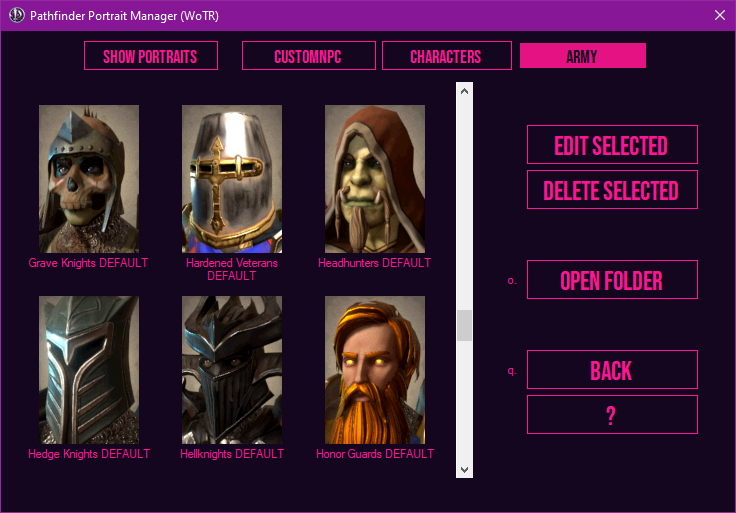 Pathfinder Portrait Manager (WoTR)
SHOW PORTRAITS
CUSTOMNPC
CHARACTERS
ARMY
Grave Knights DEFAULT
Hardened Veterans
DEFAULT
Headhunters DEFAULT
Hedge Knights DEFAULT
Hellknights DEFAULT
Honor Guards DEFAULT
EDIT SELECTED
DELETE SELECTED
o.
OPEN FOLDER
q.
BACK
?